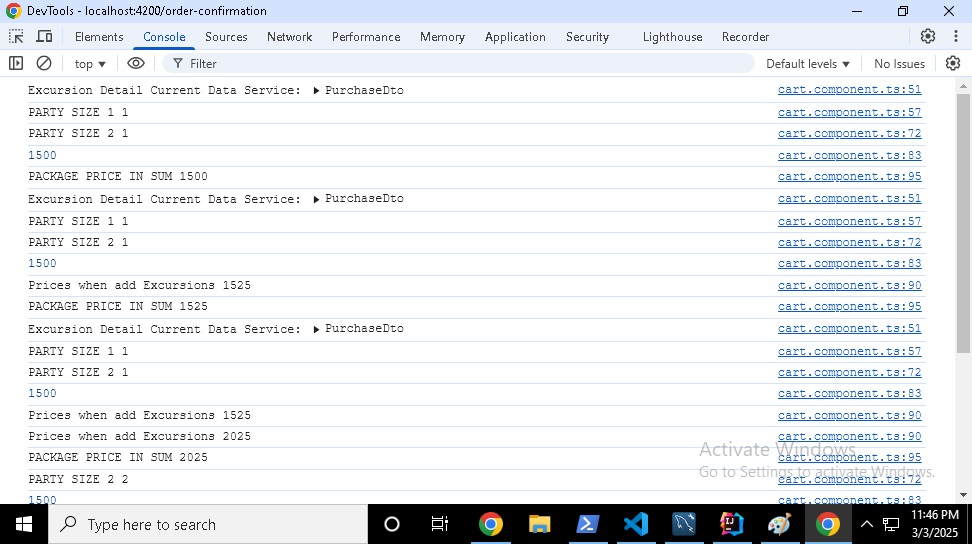 DevTools - localhost:4200/order-confirmation
Elements Console Sources Network Performance Memory Application Security Lighthouse Recorder
top Filter Default levels No Issues
Excursion Detail Current Data Service: PurchaseDto cart.component.ts:51
PARTY SIZE 1 1 cart.component.ts:57
PARTY SIZE 2 1 cart.component.ts:72
1500 cart.component.ts:83
PACKAGE PRICE IN SUM 1500 cart.component.ts:95
Excursion Detail Current Data Service: PurchaseDto cart.component.ts:51
PARTY SIZE 1 1 cart.component.ts:57
PARTY SIZE 2 1 cart.component.ts:72
1500 cart.component.ts:83
Prices when add Excursions 1525 cart.component.ts:90
PACKAGE PRICE IN SUM 1525 cart.component.ts:95
Excursion Detail Current Data Service: PurchaseDto cart.component.ts:51
PARTY SIZE 1 1 cart.component.ts:57
PARTY SIZE 2 1 cart.component.ts:72
1500 cart.component.ts:83
Prices when add Excursions 1525 cart.component.ts:90
Prices when add Excursions 2025 cart.component.ts:90
Activate Windows
PACKAGE PRICE IN SUM 2025 cart.component.ts:95
Go to Settings to activate Windows.
PARTY SIZE 2 2 cart.component.ts:72
1500 cart.component.ts:83
Type here to search
11:46 PM
3/3/2025